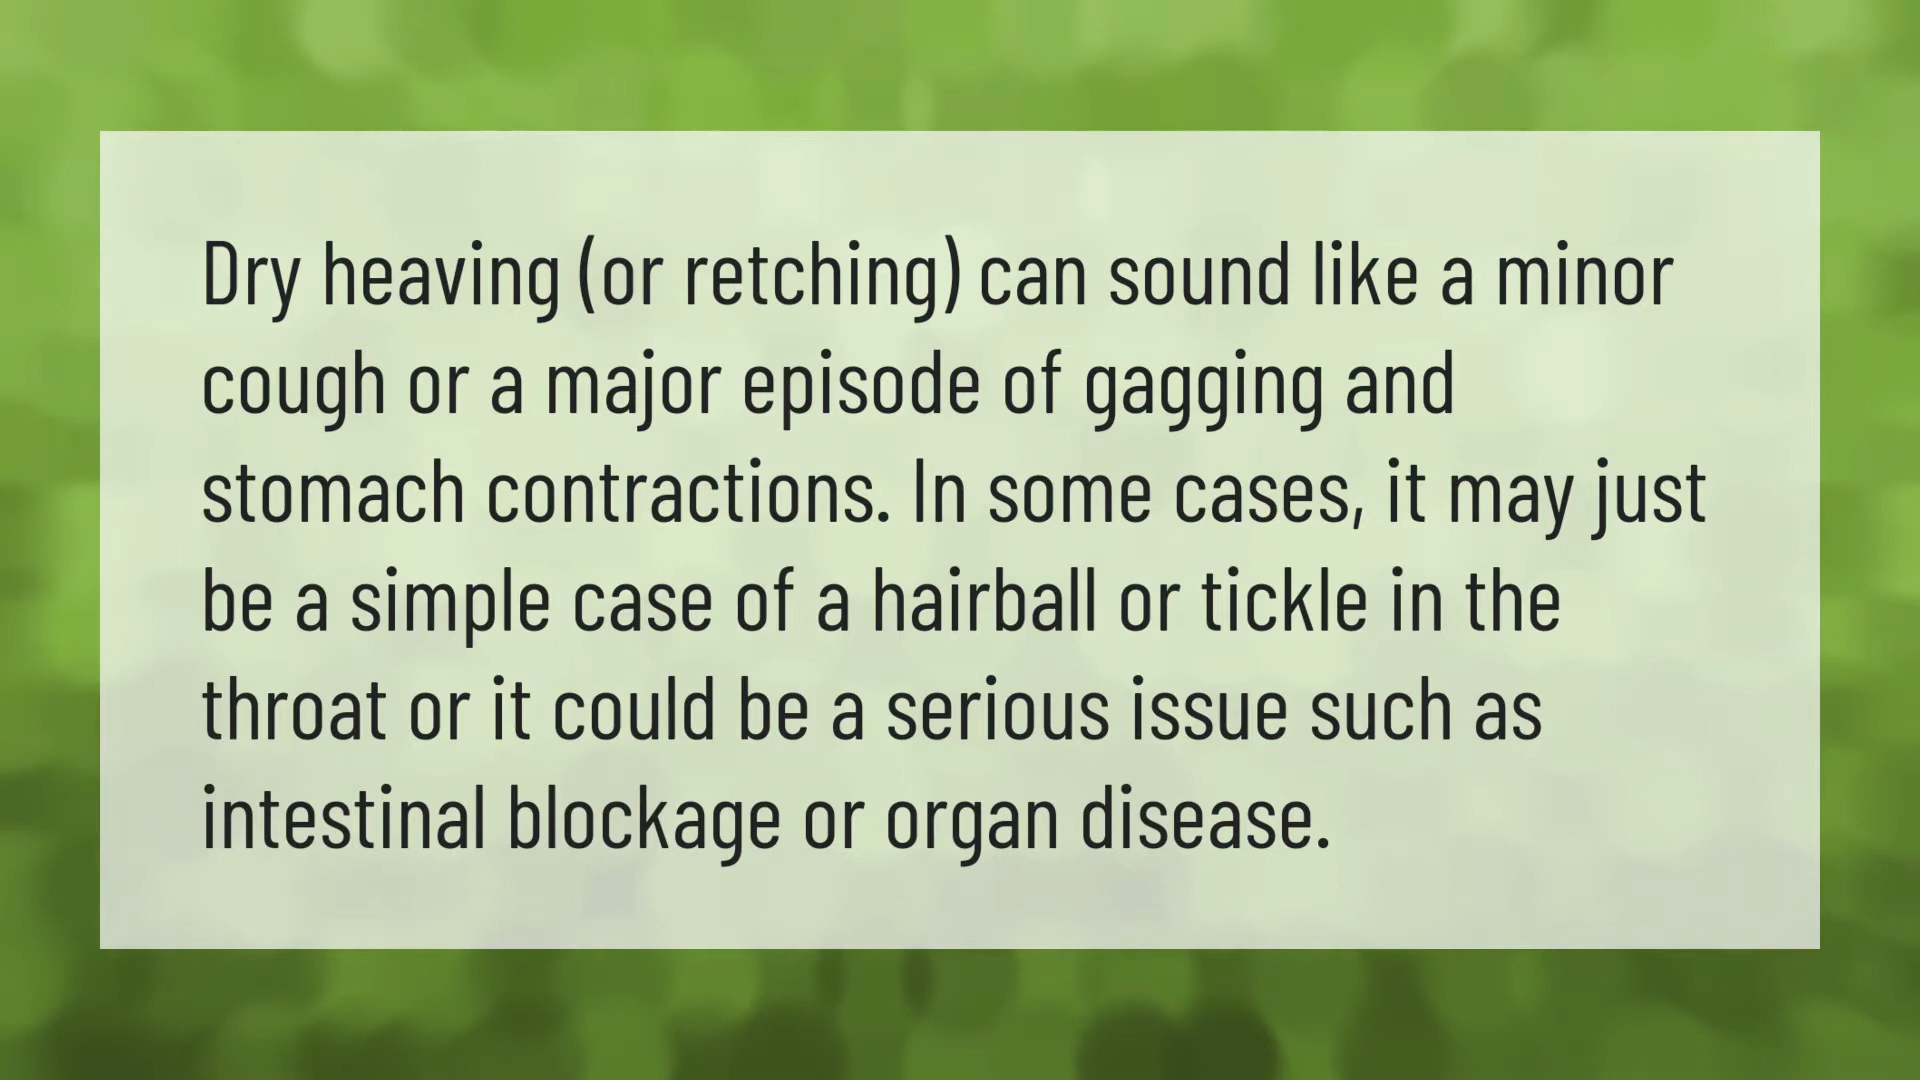 Dry heaving (or retching) can sound like a minor
cough or a major episode of gagging and
stomach contractions. In some cases, it may just
be a simple case of a hairball or tickle in the
throat or it could be a serious issue such as
intestinal blockage or organ disease.